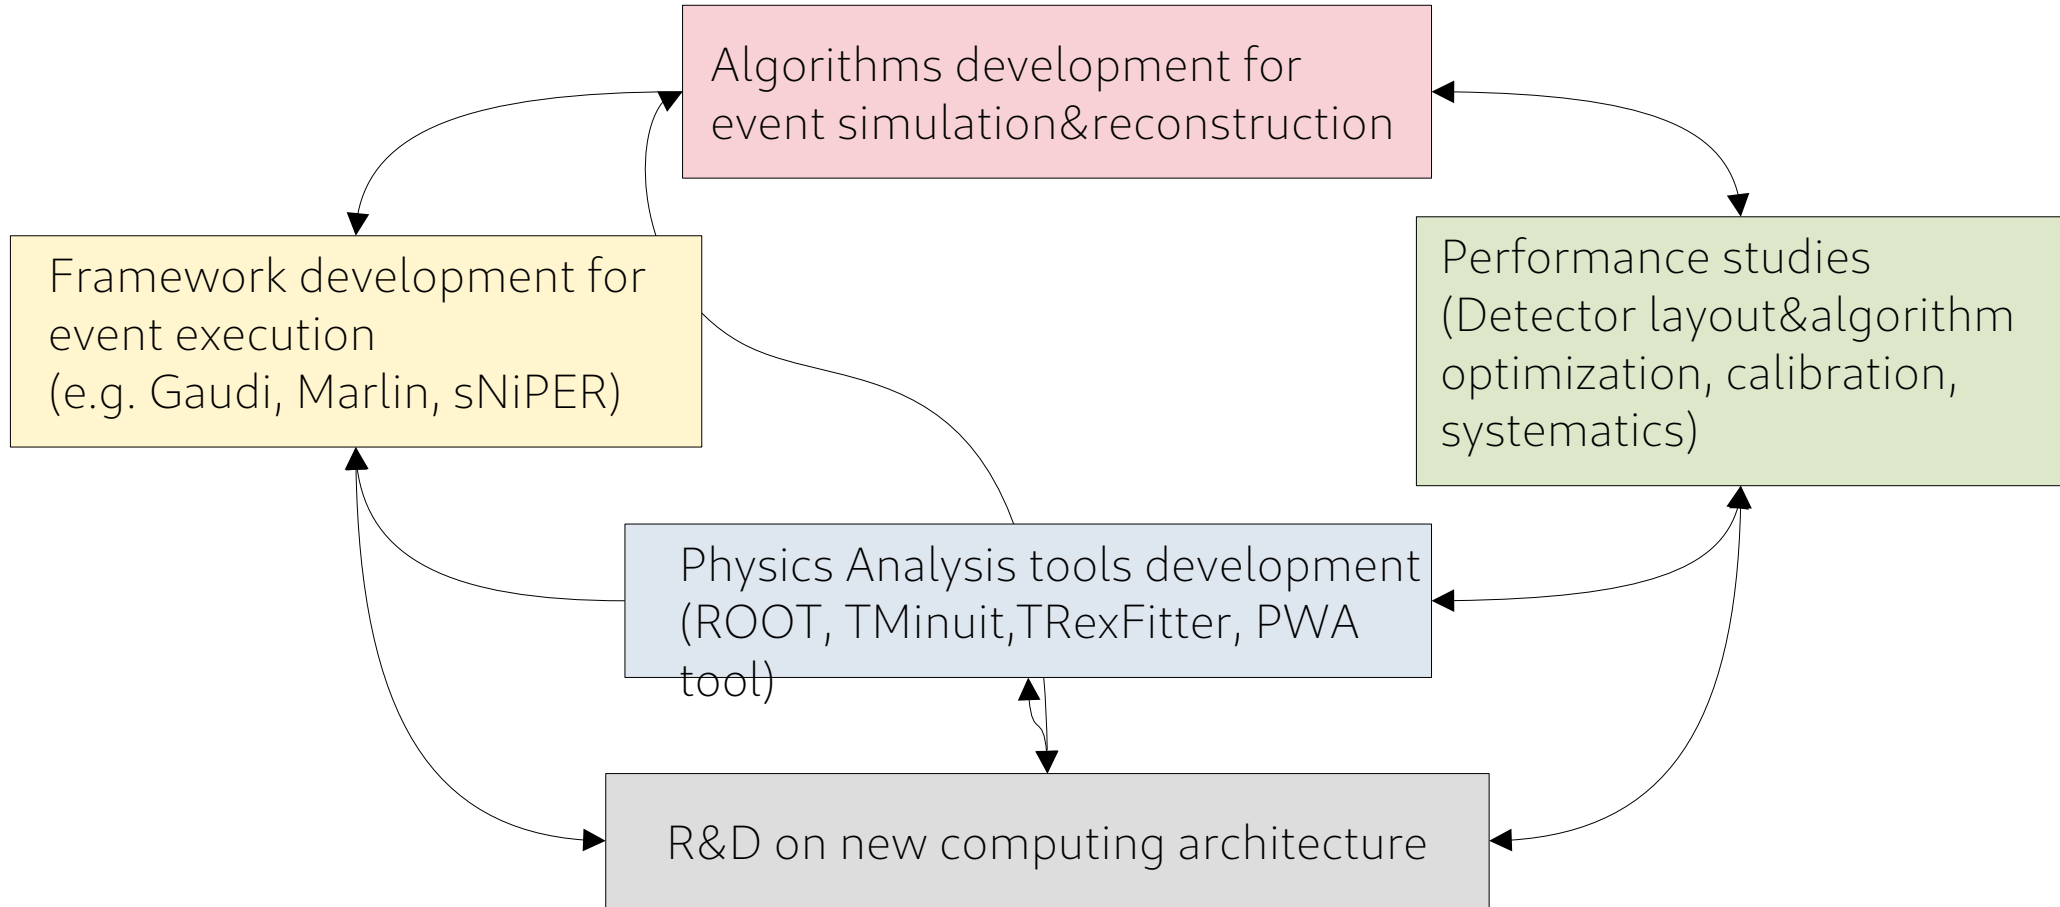 Algorithms development for
event simulation&reconstruction
Framework development for
event execution
(e.g. Gaudi, Marlin, sNiPER)
Performance studies
(Detector layout&algorithm
optimization, calibration,
systematics)
Physics Analysis tools development
(ROOT, TMinuit,TRexFitter, PWA
tool)
R&D on new computing architecture